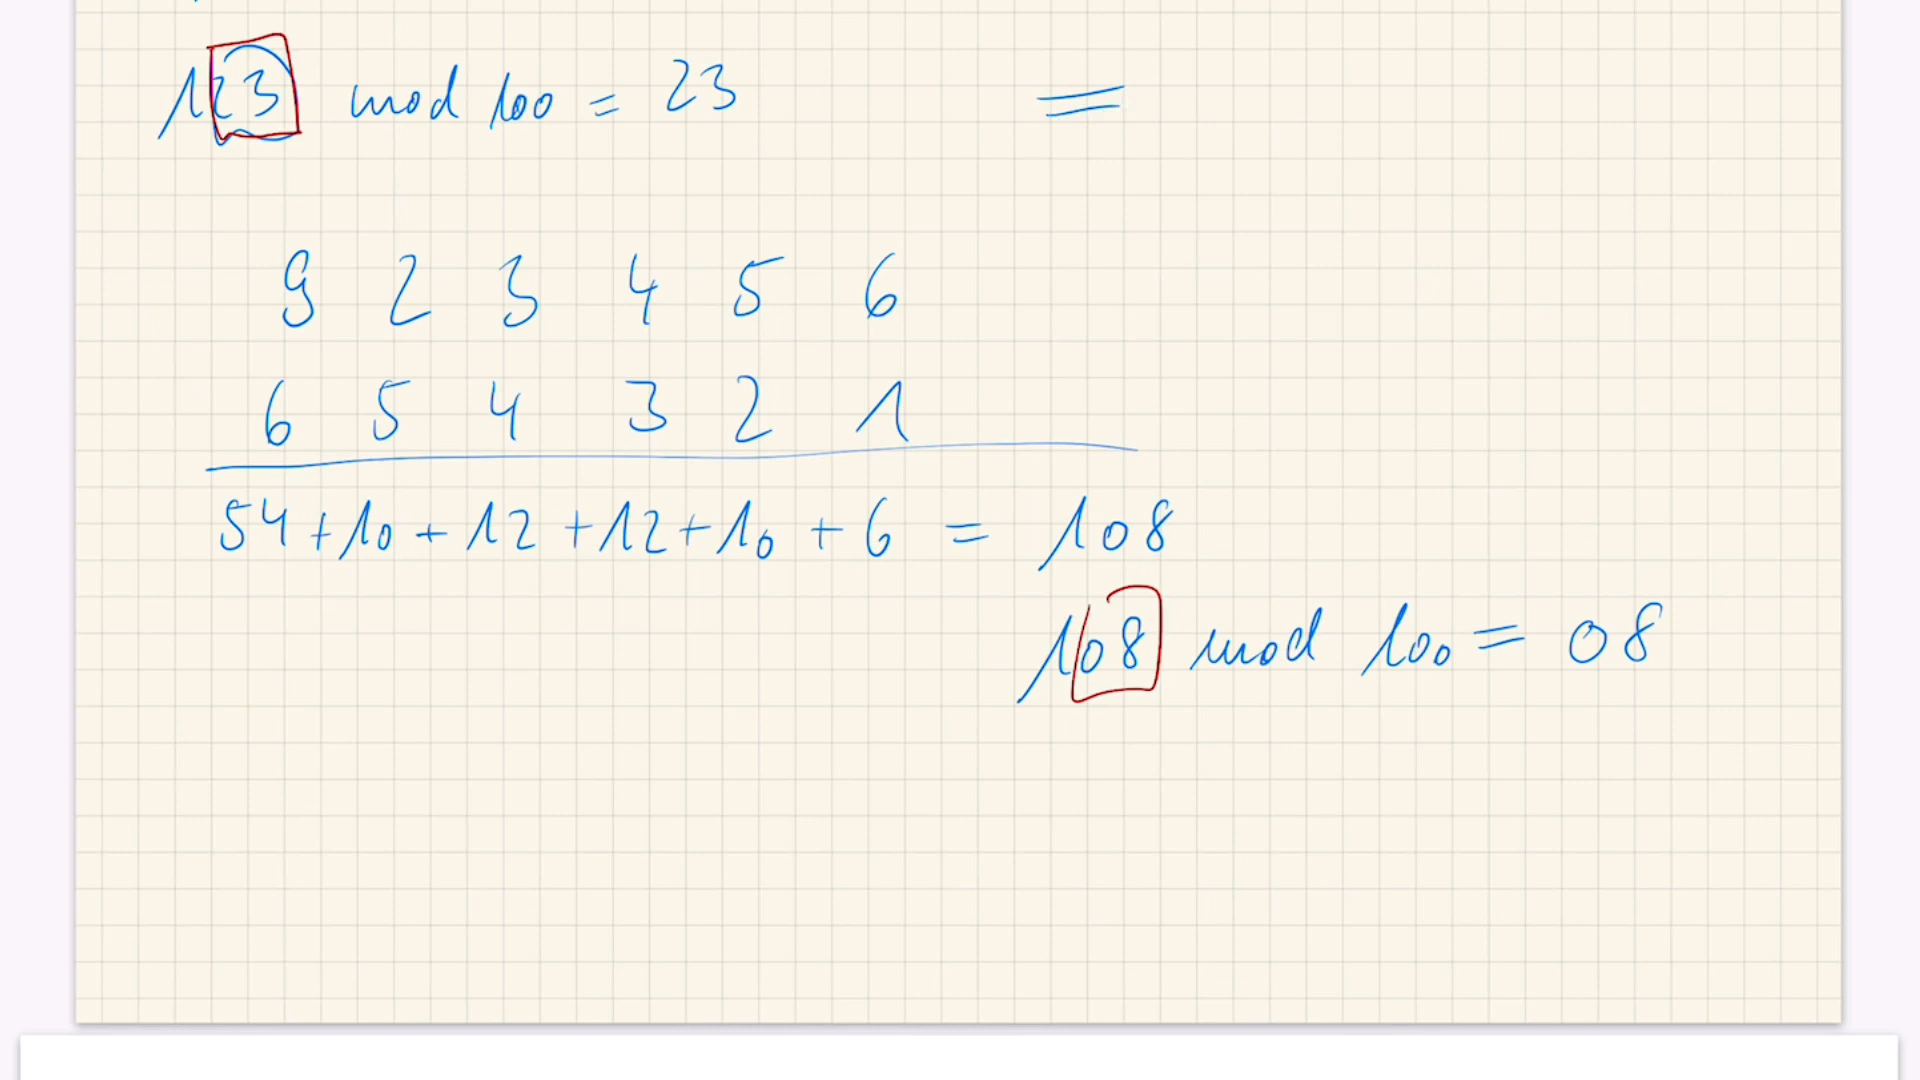 123 mod 100 = 23 =
9 2 3 4 5 6
6 5 4 3 2 1
54 + 10 + 12 + 12 + 10 + 6 = 108
108 mod 100 = 08